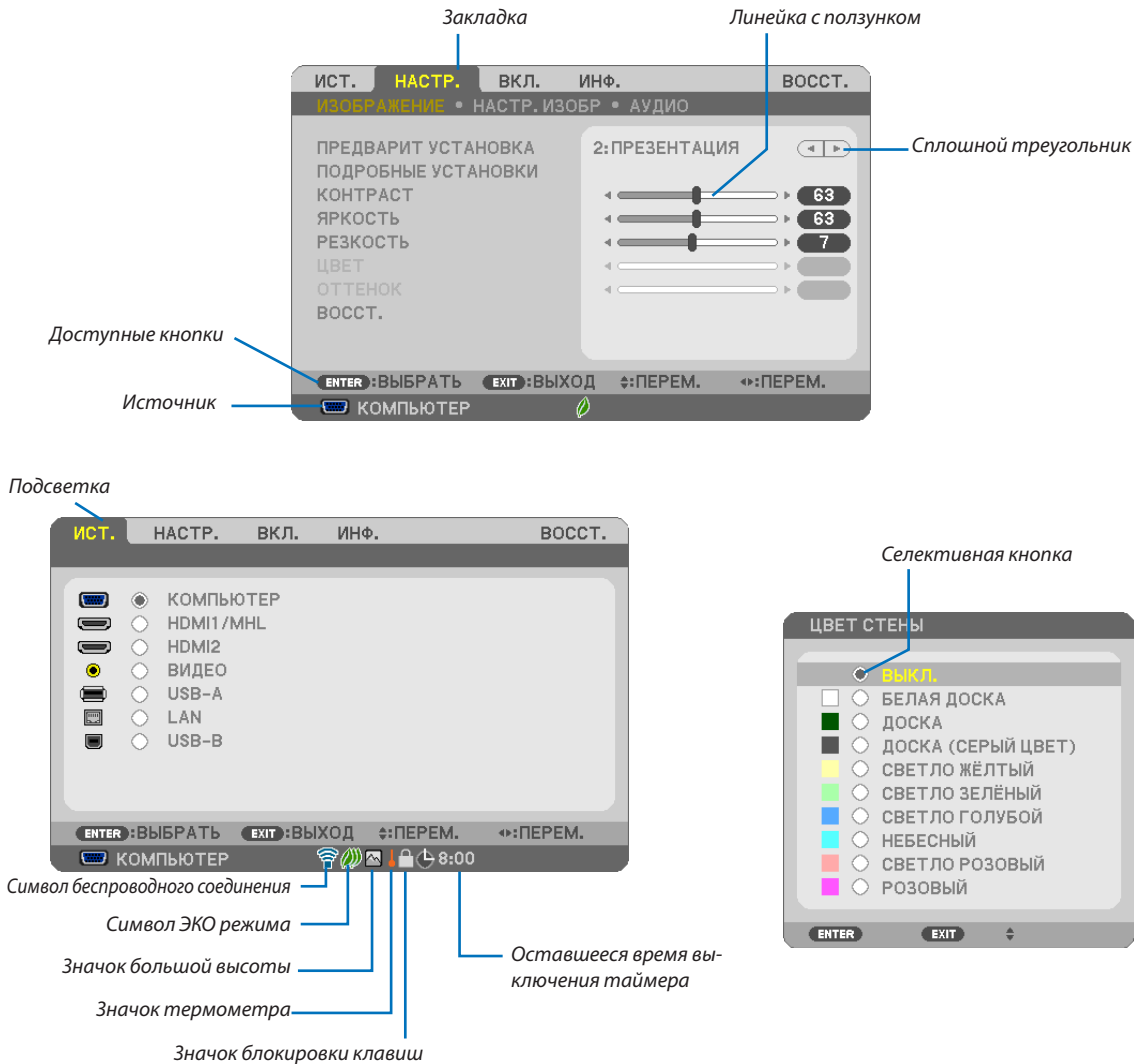 Закладка
Линейка с ползунком
ИСТ. НАСТР. ВКЛ. ИНФ. ВОССТ.
ИЗОБРАЖЕНИЕ • НАСТР. ИЗОБР • АУДИО
ПРЕДВАРИТ УСТАНОВКА 2:ПРЕЗЕНТАЦИЯ
Сплошной треугольник
ПОДРОБНЫЕ УСТАНОВКИ
КОНТРАСТ 63
ЯРКОСТЬ 63
РЕЗКОСТЬ 7
ЦВЕТ
ОТТЕНОК
ВОССТ.
Доступные кнопки
ENTER:ВЫБРАТЬ EXIT:ВЫХОД :ПЕРЕМ. :ПЕРЕМ.
Источник
КОМПЬЮТЕР
Подсветка
ИСТ. НАСТР. ВКЛ. ИНФ. ВОССТ.
КОМПЬЮТЕР
HDMI1/MHL
HDMI2
ВИДЕО
USB-A
LAN
USB-B
ENTER:ВЫБРАТЬ EXIT:ВЫХОД :ПЕРЕМ. :ПЕРЕМ.
КОМПЬЮТЕР 8:00
Символ беспроводного соединения
Символ ЭКО режима
Значок большой высоты
Значок термометра
Значок блокировки клавиш
Оставшееся время вы-
ключения таймера
Селективная кнопка
ЦВЕТ СТЕНЫ
ВЫКЛ.
БЕЛАЯ ДОСКА
ДОСКА
ДОСКА (СЕРЫЙ ЦВЕТ)
СВЕТЛО ЖЁЛТЫЙ
СВЕТЛО ЗЕЛЁНЫЙ
СВЕТЛО ГОЛУБОЙ
НЕБЕСНЫЙ
СВЕТЛО РОЗОВЫЙ
РОЗОВЫЙ
ENTER EXIT